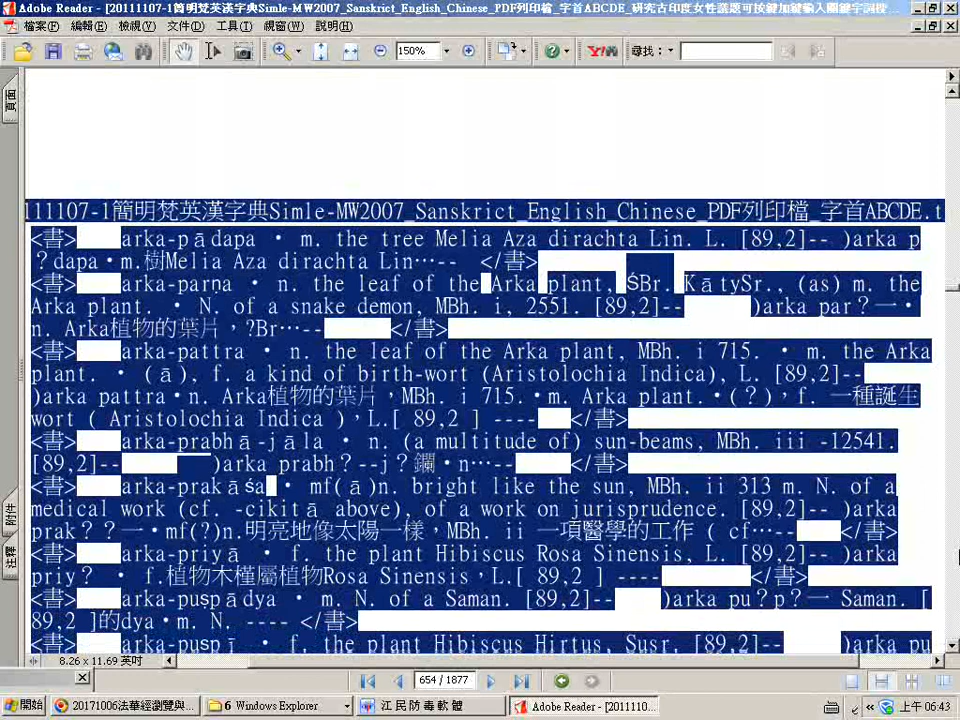 Adobe Reader - [20111107-1簡明梵英漢字典Simle-MW2007_Sanskrict_English_Chinese_PDF列印檔_字首ABCDE_研究古印度女性議題可按鍵加鍵輸入關鍵字詞搜
檔案(F) 編輯(E) 檢視(V) 文件(D) 工具(T) 視窗(W) 說明(H)
150% Y! 尋找:
頁面
111107-1簡明梵英漢字典Simle-MW2007_Sanskrict_English_Chinese_PDF列印檔_字首ABCDE.t
<書> arka-pādapa · m. the tree Melia Aza dirachta Lin. L. [89,2]-- )arka p
?dapa·m.樹Melia Aza dirachta Lin…-- </書>
<書> arka-parṇa · n. the leaf of the Arka plant, ŚBr. KātySr., (as) m. the
Arka plant. · N. of a snake demon, MBh. i, 2551. [89,2]-- )arka par?一·
n. Arka植物的葉片,?Br…-- </書>
<書> arka-pattra · n. the leaf of the Arka plant, MBh. i 715. · m. the Arka
plant. · (ā), f. a kind of birth-wort (Aristolochia Indica), L. [89,2]--
)arka pattra·n. Arka植物的葉片,MBh. i 715.·m. Arka plant.·(?), f. 一種誕生
wort ( Aristolochia Indica ), L.[ 89,2 ] ---- </書>
<書> arka-prabhā-jāla · n. (a multitude of) sun-beams, MBh. iii -12541.
[89,2]-- )arka prabh?--j?鑭·n…-- </書>
<書> arka-prakāśa · mf(ā)n. bright like the sun, MBh. ii 313 m. N. of a
medical work (cf. -cikitā above), of a work on jurisprudence. [89,2]-- )arka
prak??一·mf(?)n.明亮地像太陽一樣,MBh. ii 一項醫學的工作 ( cf…-- </書>
<書> arka-priyā · f. the plant Hibiscus Rosa Sinensis, L. [89,2]-- )arka
priy? · f.植物木槿屬植物Rosa Sinensis,L.[ 89,2 ] ---- </書>
<書> arka-puṣpādya · m. N. of a Saman. [89,2]-- )arka pu?p?一 Saman. [
89,2 ]的dya·m. N. ---- </書>
<書> arka-puṣpī · f. the plant Hibiscus Hirtus, Susr. [89,2]-- )arka pu
附件
注釋
8.26 x 11.69 英吋
654 / 1877
開始 20171006法華經瀏覽與... 6 Windows Explorer 江民防毒軟體 Adobe Reader - [2011110... 上午 06:43